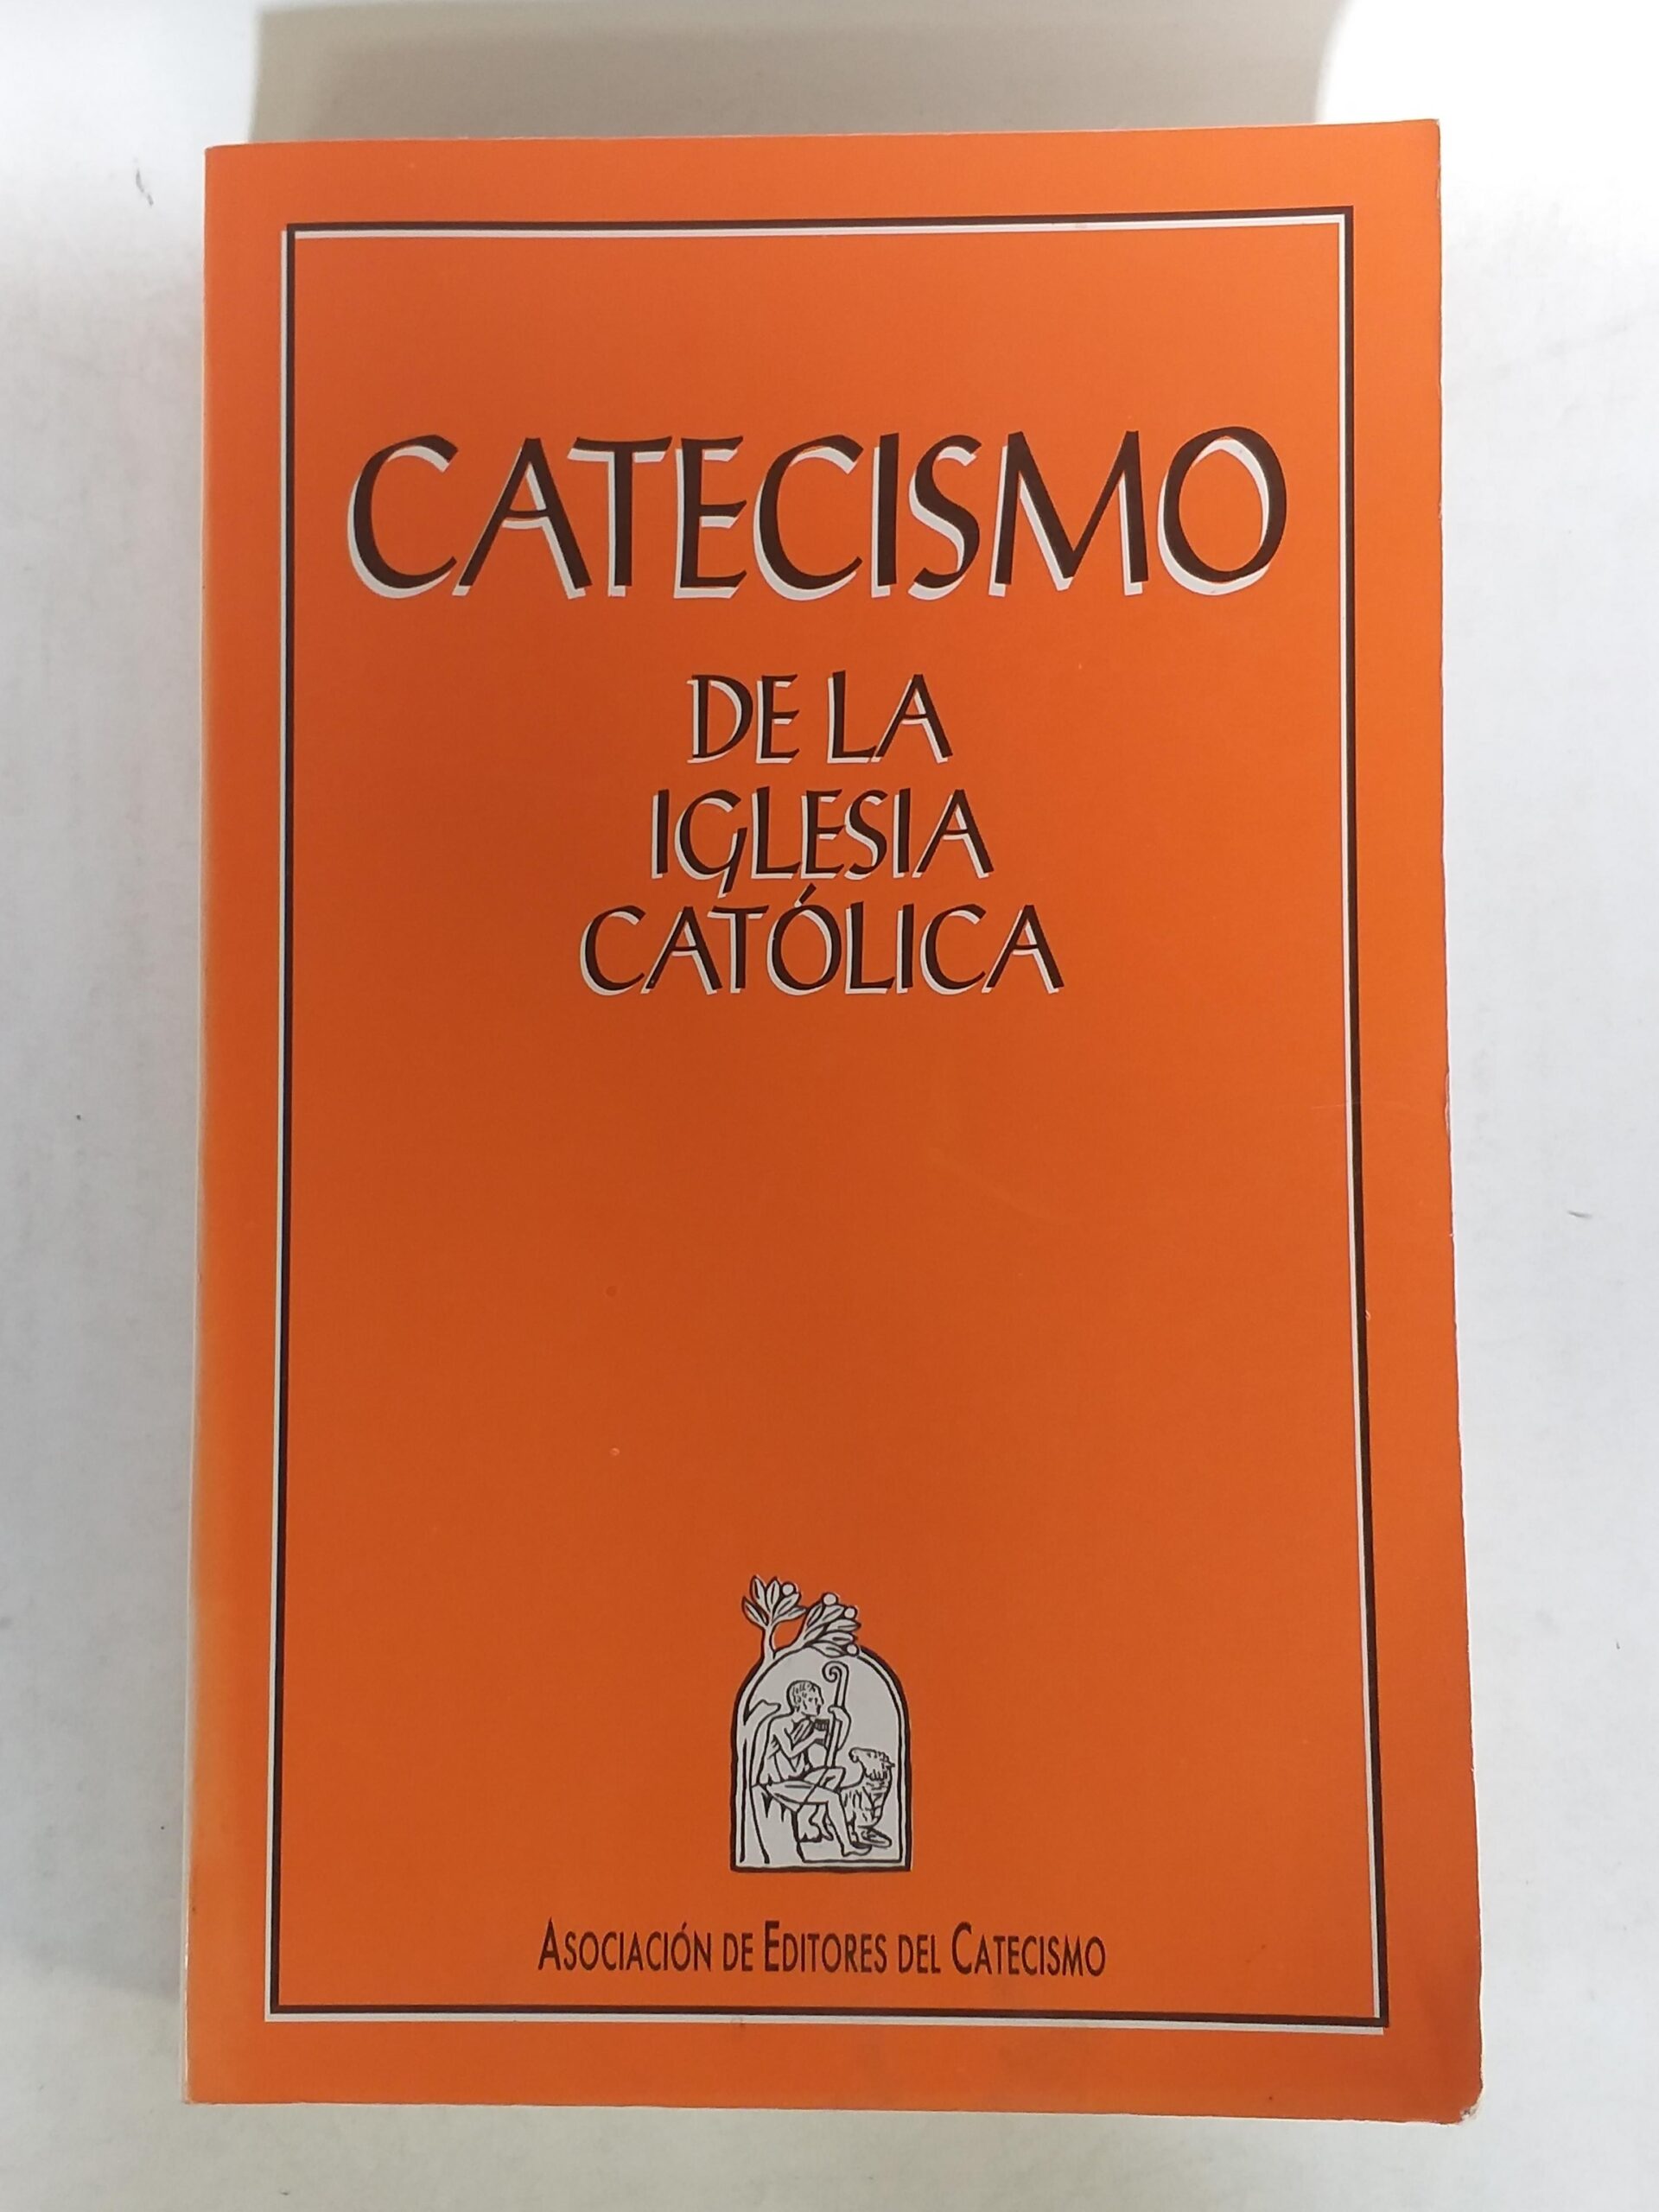 CATECISMO
DE LA
IGLESIA
CATÓLICA
ASOCIACIÓN DE EDITORES DEL CATECISMO